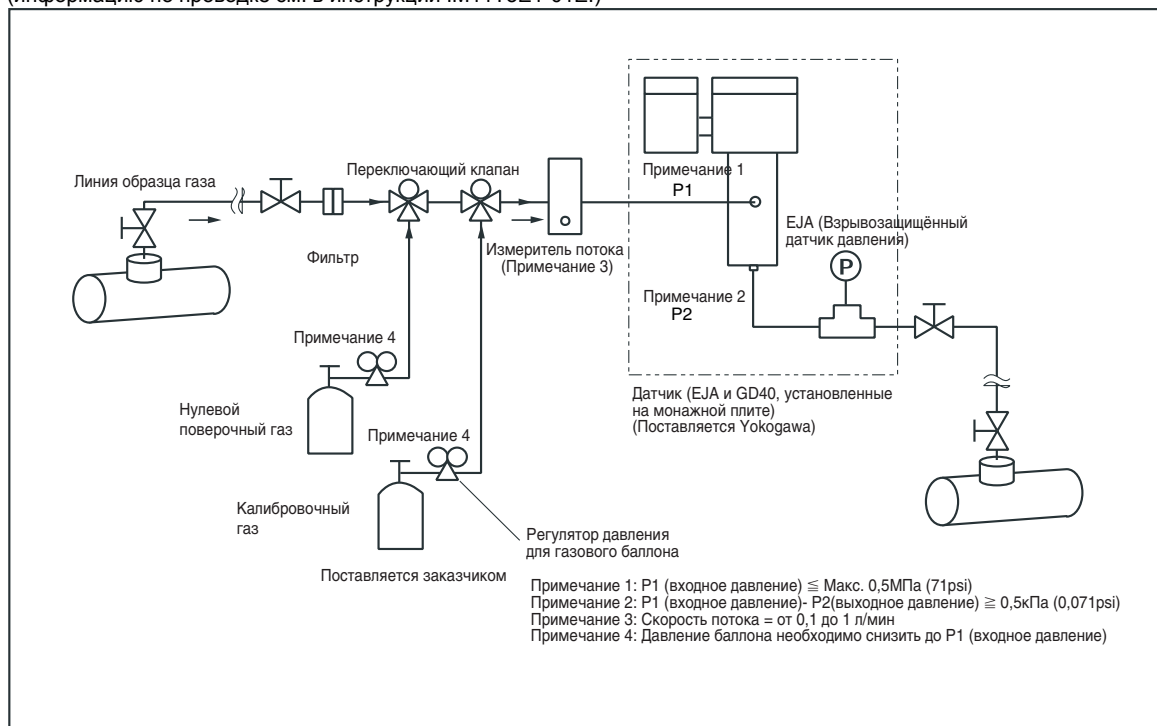 Линия образца газа
Переключающий клапан
Фильтр
Измеритель потока
(Примечание 3)
Примечание 1
P1
EJA (Взрывозащищённый
датчик давления)
P
Примечание 2
P2
Примечание 4
Нулевой
поверочный газ
Примечание 4
Калибровочный
газ
Датчик (EJA и GD40, установленные
на монажной плите)
(Поставляется Yokogawa)
Регулятор давления
для газового баллона
Поставляется заказчиком
Примечание 1: P1 (входное давление) ≦ Макс. 0,5МПа (71psi)
Примечание 2: P1 (входное давление)- P2(выходное давление) ≧ 0,5кПа (0,071psi)
Примечание 3: Скорость потока = от 0,1 до 1 л/мин
Примечание 4: Давление баллона необходимо снизить до P1 (входное давление)